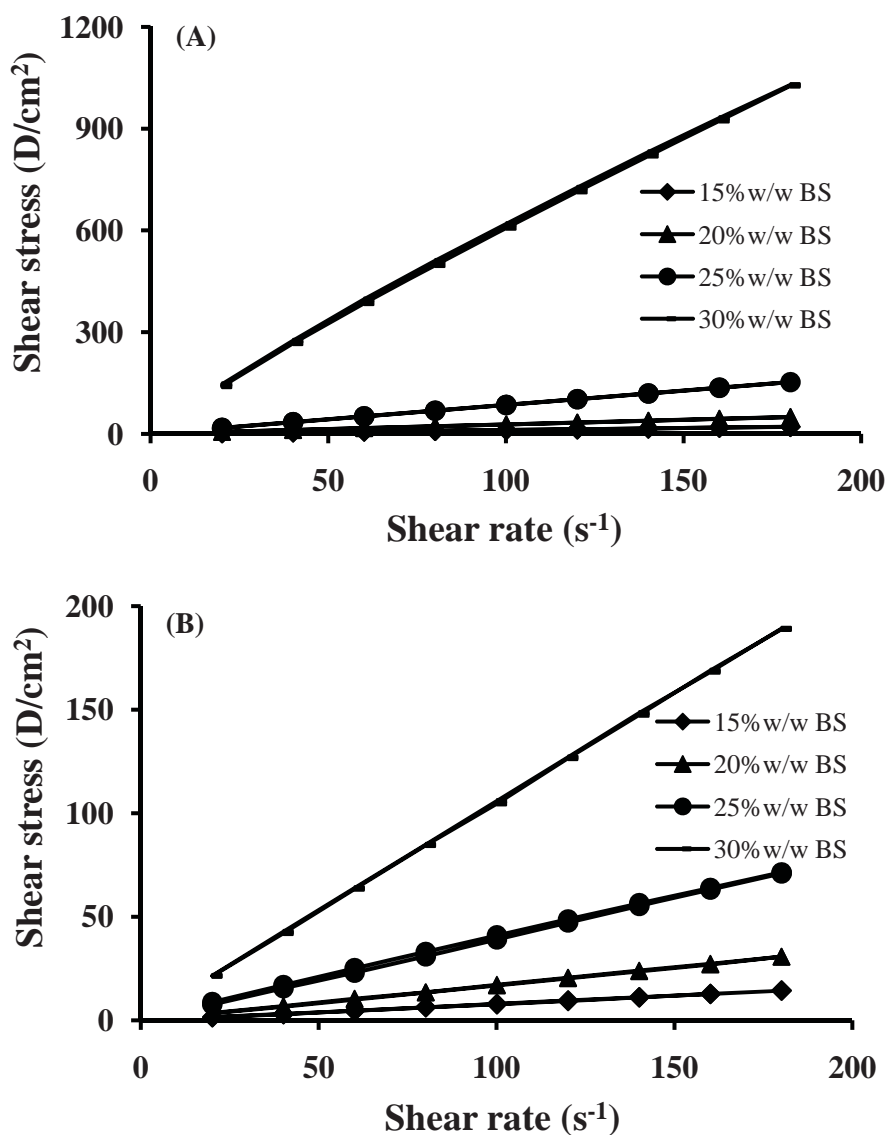 (A)
Shear stress (D/cm²)
1200
900
600
300
0
15%w/w BS
20%w/w BS
25%w/w BS
30%w/w BS
0 50 100 150 200
Shear rate (s⁻¹)
(B)
Shear stress (D/cm²)
200
150
100
50
0
15%w/w BS
20%w/w BS
25%w/w BS
30%w/w BS
0 50 100 150 200
Shear rate (s⁻¹)